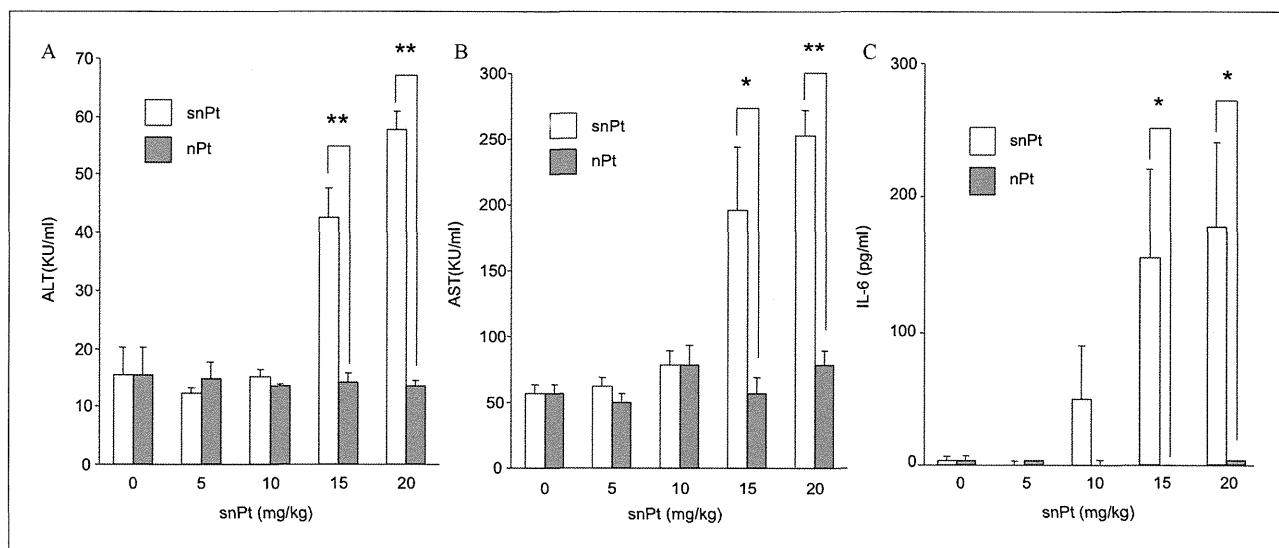 A
ALT(KU/ml)
70
60
50
40
30
20
10
0
snPt
nPt
**
**
0 5 10 15 20
snPt (mg/kg)
B
AST(KU/ml)
300
250
200
150
100
50
0
snPt
nPt
*
**
0 5 10 15 20
snPt (mg/kg)
C
IL-6 (pg/ml)
300
200
100
0
snPt
nPt
*
*
0 5 10 15 20
snPt (mg/kg)